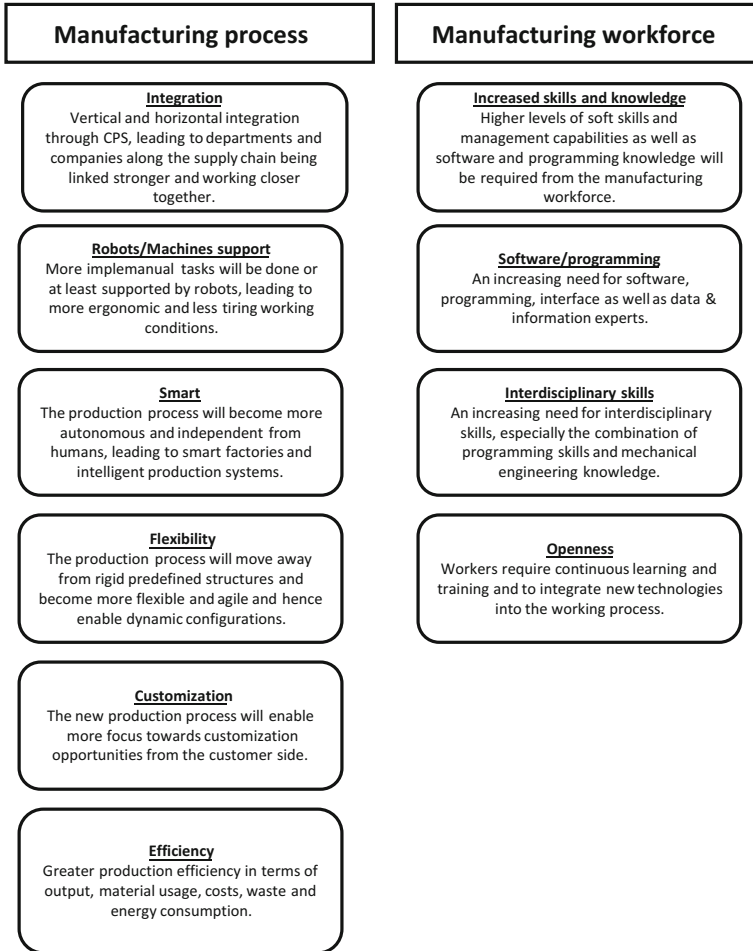 Manufacturing process
Integration
Vertical and horizontal integration
through CPS, leading to departments and
companies along the supply chain being
linked stronger and working closer
together.
Robots/Machines support
More implemanual tasks will be done or
at least supported by robots, leading to
more ergonomic and less tiring working
conditions.
Smart
The production process will become more
autonomous and independent from
humans, leading to smart factories and
intelligent production systems.
Flexibility
The production process will move away
from rigid predefined structures and
become more flexible and agile and hence
enable dynamic configurations.
Customization
The new production process will enable
more focus towards customization
opportunities from the customer side.
Efficiency
Greater production efficiency in terms of
output, material usage, costs, waste and
energy consumption.
Manufacturing workforce
Increased skills and knowledge
Higher levels of soft skills and
management capabilities as well as
software and programming knowledge will
be required from the manufacturing
workforce.
Software/programming
An increasing need for software,
programming, interface as well as data &
information experts.
Interdisciplinary skills
An increasing need for interdisciplinary
skills, especially the combination of
programming skills and mechanical
engineering knowledge.
Openness
Workers require continuous learning and
training and to integrate new technologies
into the working process.